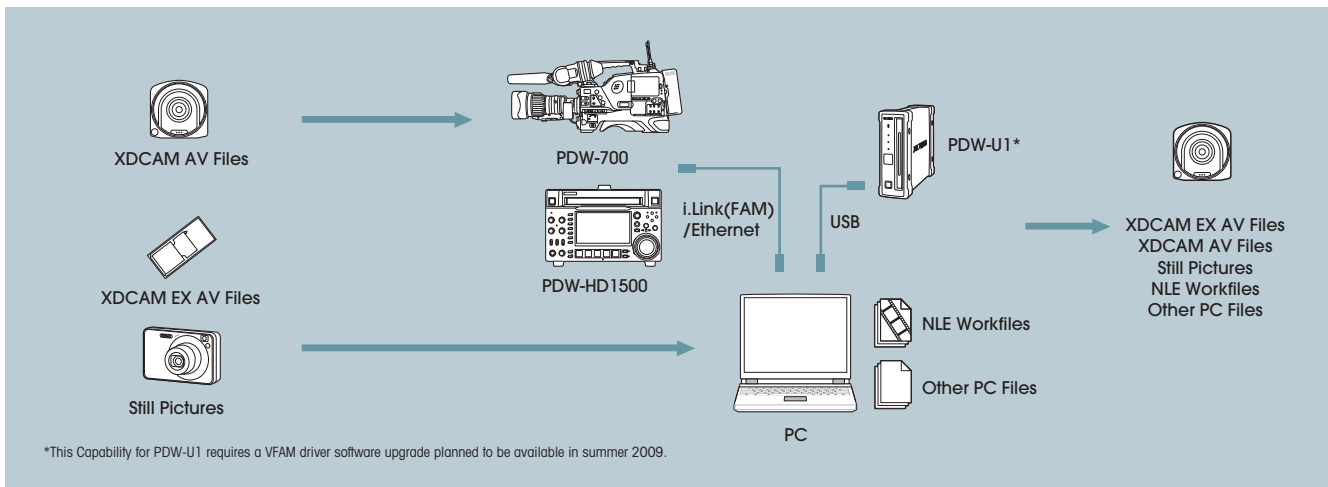 XDCAM AV Files
XDCAM EX AV Files
Still Pictures
PDW-700
PDW-HD1500
i.Link(FAM)
/Ethernet
USB
PDW-U1*
PC
NLE Workfiles
Other PC Files
XDCAM EX AV Files
XDCAM AV Files
Still Pictures
NLE Workfiles
Other PC Files
*This Capability for PDW-U1 requires a VFAM driver software upgrade planned to be available in summer 2009.